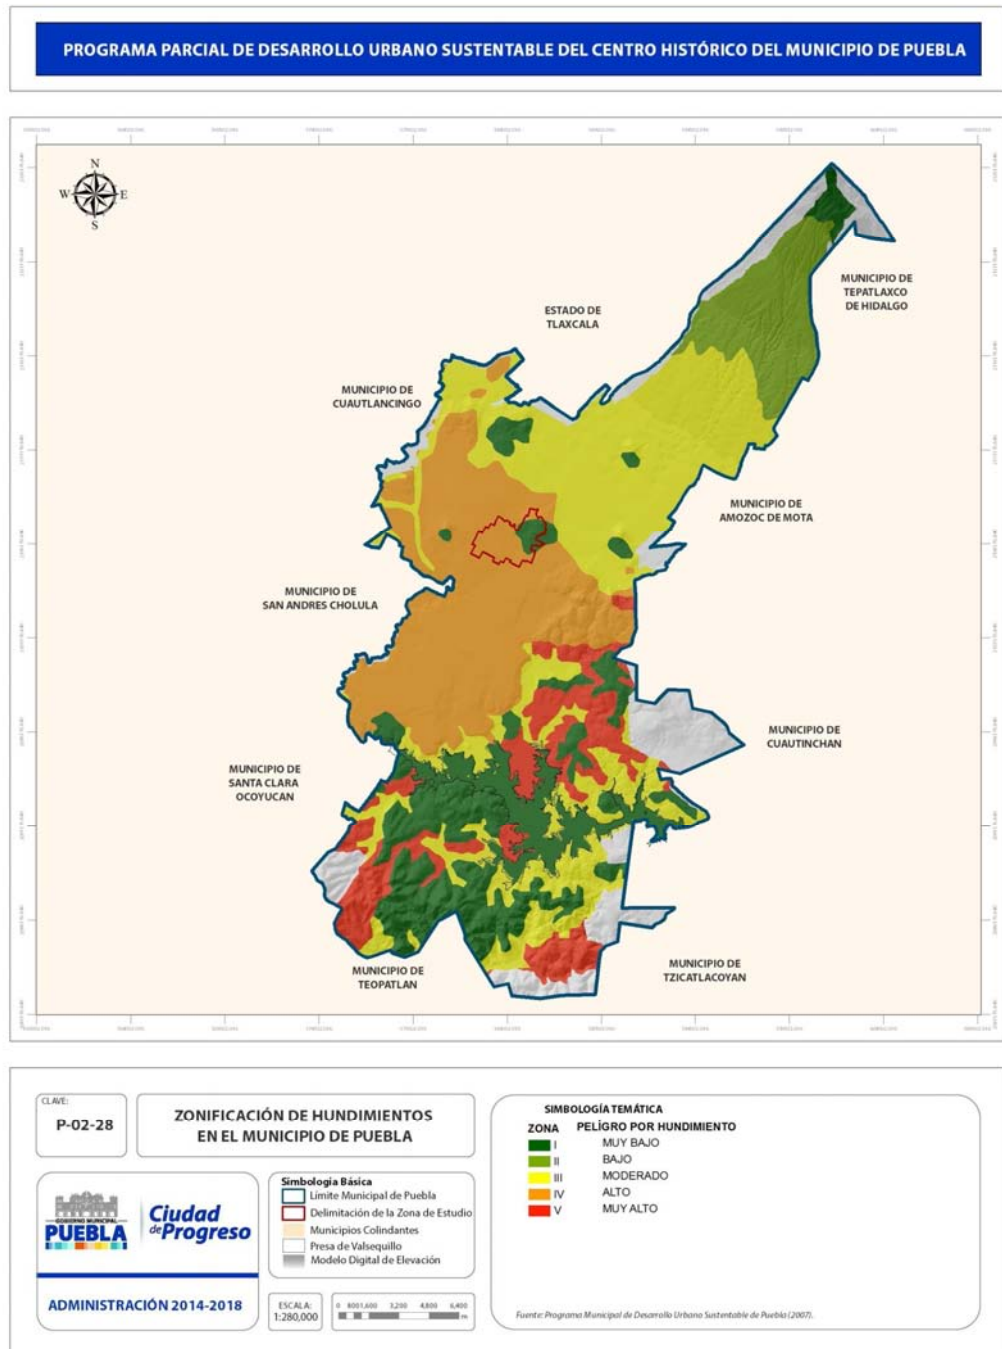 PROGRAMA PARCIAL DE DESARROLLO URBANO SUSTENTABLE DEL CENTRO HISTÓRICO DEL MUNICIPIO DE PUEBLA
N
W
E
S
MUNICIPIO DE
TEPATLAXCO
DE HIDALGO
ESTADO DE
TLAXCALA
MUNICIPIO DE
CUAUTLANCINGO
MUNICIPIO DE
AMOZOC DE MOTA
MUNICIPIO DE
SAN ANDRES CHOLULA
MUNICIPIO DE
CUAUTINCHAN
MUNICIPIO DE
SANTA CLARA
OCOYUCAN
MUNICIPIO DE
TEOPATLAN
MUNICIPIO DE
TZICATLACOYAN
CLAVE:
P-02-28
ZONIFICACIÓN DE HUNDIMIENTOS
EN EL MUNICIPIO DE PUEBLA
GOBIERNO MUNICIPAL
PUEBLA
Ciudad
de Progreso
ADMINISTRACIÓN 2014-2018
Simbología Básica
Límite Municipal de Puebla
Delimitación de la Zona de Estudio
Municipios Colindantes
Presa de Valsequillo
Modelo Digital de Elevación
ESCALA:
1:280,000
0 8001,600 3,200 4,800 6,400
m
SIMBOLOGÍA TEMÁTICA
ZONA PELÍGRO POR HUNDIMIENTO
I MUY BAJO
II BAJO
III MODERADO
IV ALTO
V MUY ALTO
Fuente: Programa Municipal de Desarrollo Urbano Sustentable de Puebla (2007).